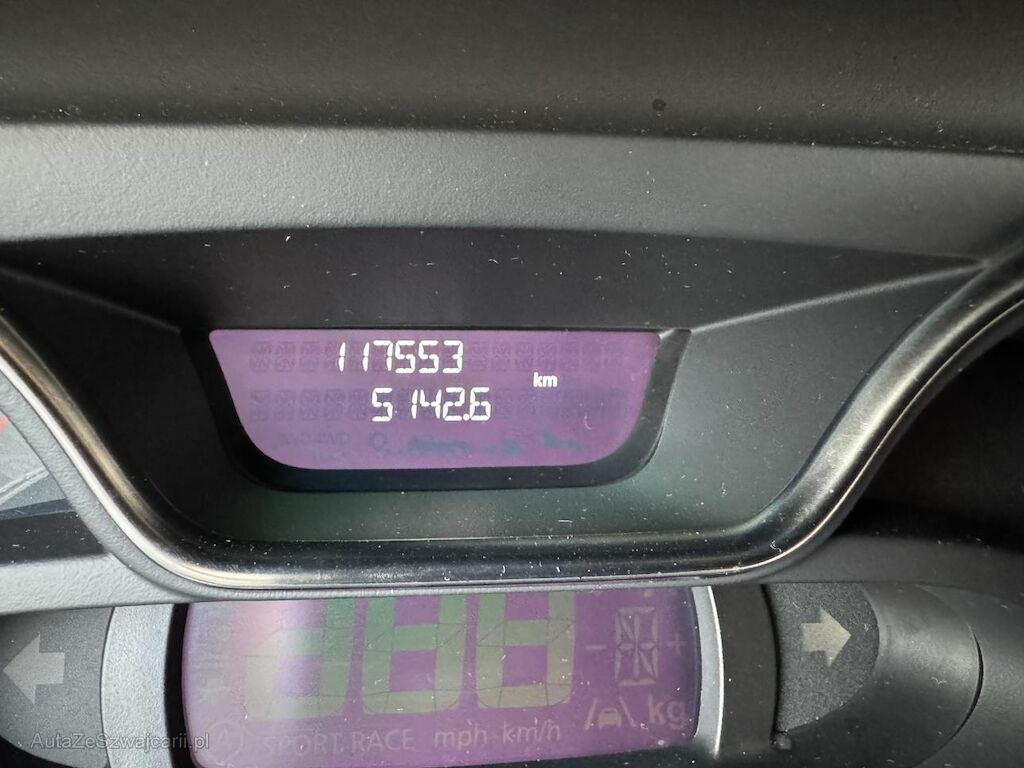 117553
km
5142.6
SPORT RACE mph km/h
kg
AutaZeSzwajcarii.pl